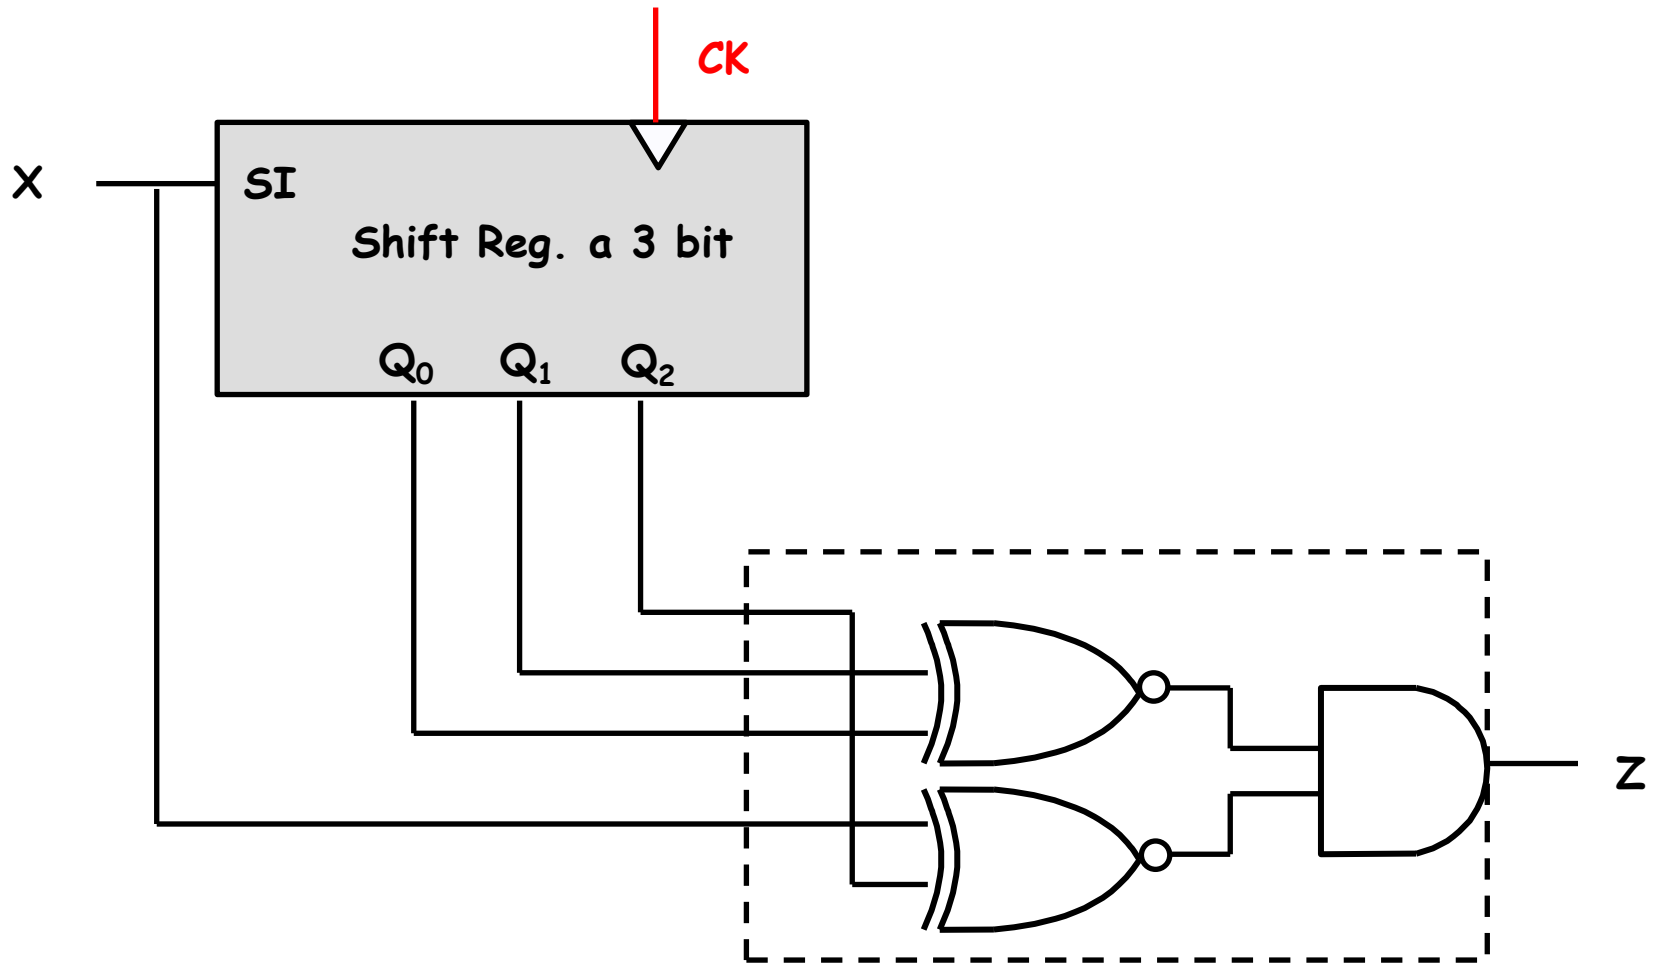 CK
X
SI
Shift Reg. a 3 bit
Q₀ Q₁ Q₂
Z